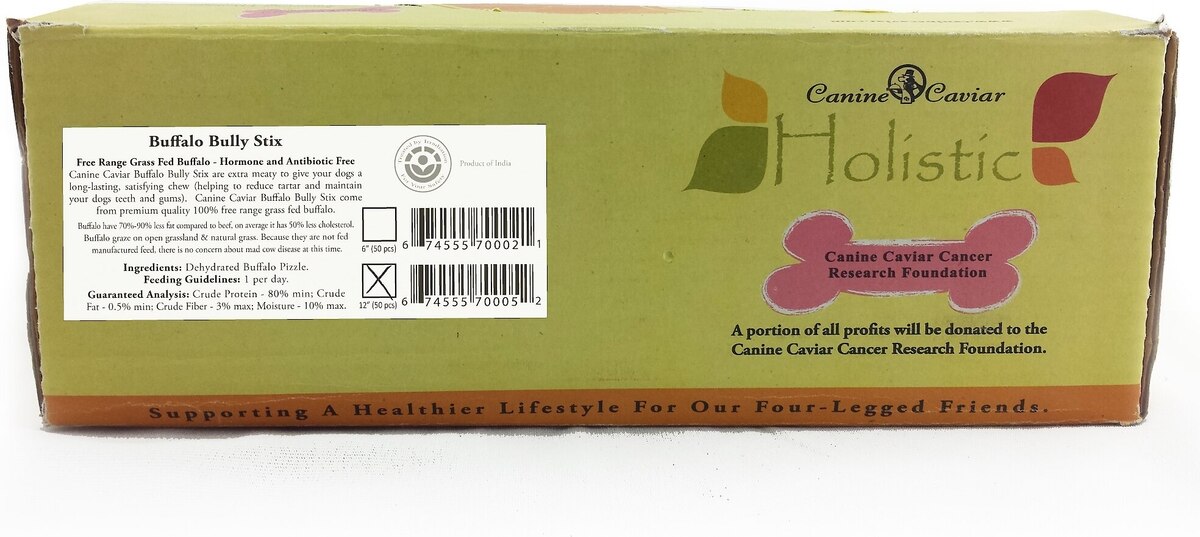 Buffalo Bully Stix
Free Range Grass Fed Buffalo - Hormone and Antibiotic Free
Canine Caviar Buffalo Bully Stix are extra meaty to give your dogs a
long-lasting, satisfying chew (helping to reduce tartar and maintain
your dogs teeth and gums). Canine Caviar Buffalo Bully Stix come
from premium quality 100% free range grass fed buffalo.
Buffalo have 70%-90% less fat compared to beef, on average it has 50% less cholesterol.
Buffalo graze on open grassland & natural grass. Because they are not fed
manufactured feed, there is no concern about mad cow disease at this time.
Ingredients: Dehydrated Buffalo Pizzle.
Feeding Guidelines: 1 per day.
Guaranteed Analysis: Crude Protein - 80% min; Crude
Fat - 0.5% min; Crude Fiber - 3% max; Moisture - 10% max.
Treated by Irradiation
For Your Safety
Product of India
6" (50 pcs)
6 74555 70002 1
12" (50 pcs)
6 74555 70005 2
Canine Caviar
Holistic
Canine Caviar Cancer
Research Foundation
A portion of all profits will be donated to the
Canine Caviar Cancer Research Foundation.
Supporting A Healthier Lifestyle For Our Four-Legged Friends.